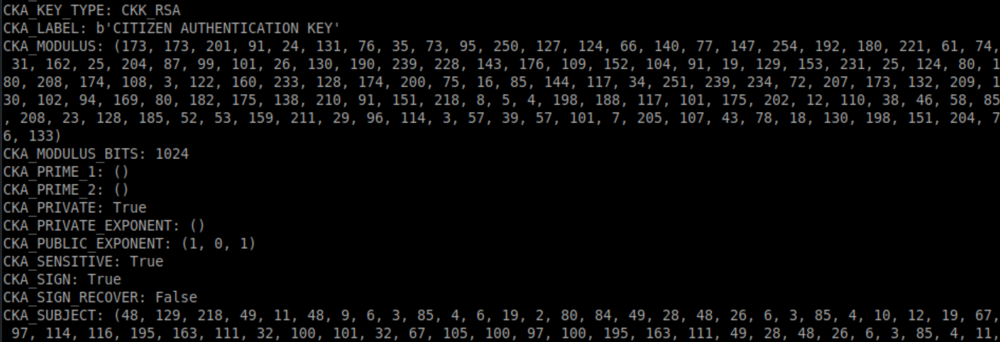 CKA_KEY_TYPE: CKK_RSA
CKA_LABEL: b'CITIZEN AUTHENTICATION KEY'
CKA_MODULUS: (173, 173, 201, 91, 24, 131, 76, 35, 73, 95, 250, 127, 124, 66, 140, 77, 147, 254, 192, 180, 221, 61, 74,
31, 162, 25, 204, 87, 99, 101, 26, 130, 190, 239, 228, 143, 176, 109, 152, 104, 91, 19, 129, 153, 231, 25, 124, 80, 1
80, 208, 174, 108, 3, 122, 160, 233, 128, 174, 200, 75, 16, 85, 144, 117, 34, 251, 239, 234, 72, 207, 173, 132, 209, 1
30, 102, 94, 169, 80, 182, 175, 138, 210, 91, 151, 218, 8, 5, 4, 198, 188, 117, 101, 175, 202, 12, 110, 38, 46, 58, 85
, 208, 23, 128, 185, 52, 53, 159, 211, 29, 96, 114, 3, 57, 39, 57, 101, 7, 205, 107, 43, 78, 18, 130, 198, 151, 204, 7
6, 133)
CKA_MODULUS_BITS: 1024
CKA_PRIME_1: ()
CKA_PRIME_2: ()
CKA_PRIVATE: True
CKA_PRIVATE_EXPONENT: ()
CKA_PUBLIC_EXPONENT: (1, 0, 1)
CKA_SENSITIVE: True
CKA_SIGN: True
CKA_SIGN_RECOVER: False
CKA_SUBJECT: (48, 129, 218, 49, 11, 48, 9, 6, 3, 85, 4, 6, 19, 2, 80, 84, 49, 28, 48, 26, 6, 3, 85, 4, 10, 12, 19, 67,
97, 114, 116, 195, 163, 111, 32, 100, 101, 32, 67, 105, 100, 97, 100, 195, 163, 111, 49, 28, 48, 26, 6, 3, 85, 4, 11,